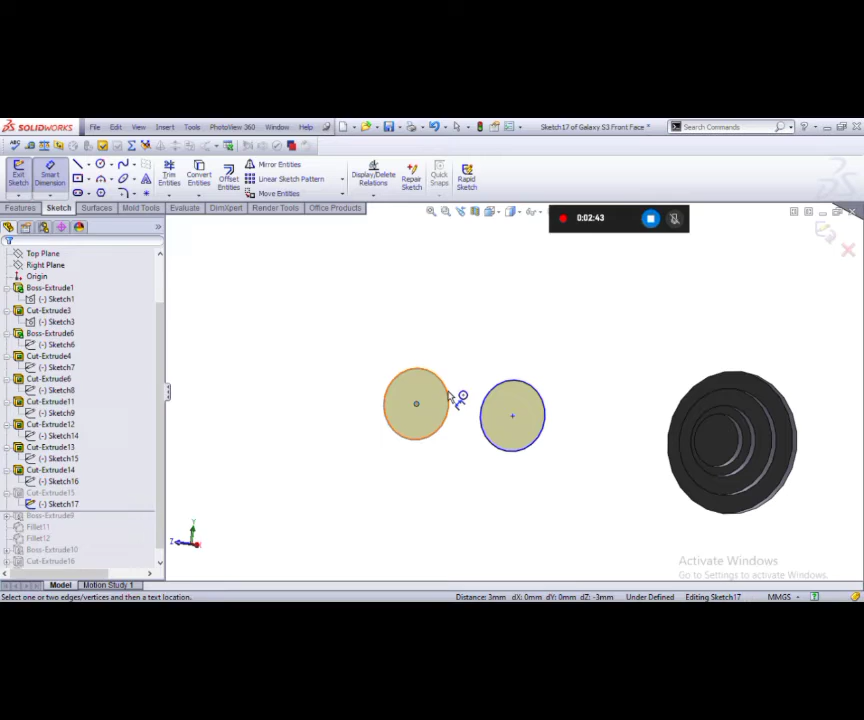 SOLIDWORKS File Edit View Insert Tools PhotoView 360 Window Help Sketch17 of Galaxy S3 Front Face * Search Commands
Exit Sketch
Smart Dimension
Trim Entities
Convert Entities
Offset Entities
Mirror Entities
Linear Sketch Pattern
Move Entities
Display/Delete Relations
Repair Sketch
Quick Snaps
Rapid Sketch
Features Sketch Surfaces Mold Tools Evaluate DimXpert Render Tools Office Products
0:02:43
Top Plane
Right Plane
Origin
Boss-Extrude1
(-) Sketch1
Cut-Extrude3
(-) Sketch3
Boss-Extrude6
(-) Sketch6
Cut-Extrude4
(-) Sketch7
Cut-Extrude6
(-) Sketch8
Cut-Extrude11
(-) Sketch9
Cut-Extrude12
(-) Sketch14
Cut-Extrude13
(-) Sketch15
Cut-Extrude14
(-) Sketch16
Cut-Extrude15
(-) Sketch17
Boss-Extrude9
Fillet11
Fillet12
Boss-Extrude10
Cut-Extrude16
Y
Z
Activate Windows
Go to Settings to activate Windows.
Model Motion Study 1
Select one or two edges/vertices and then a text location. Distance: 3mm dX: 0mm dY: 0mm dZ: -3mm Under Defined Editing Sketch17 MMGS